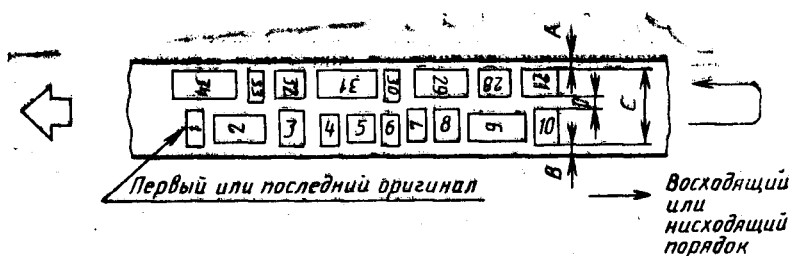 А
34 33 32 31 30 29 28 27
Д
Э
1 2 3 4 5 6 7 8 9 10
В
Первый или последний оригинал
Восходящий
или
нисходящий
порядок